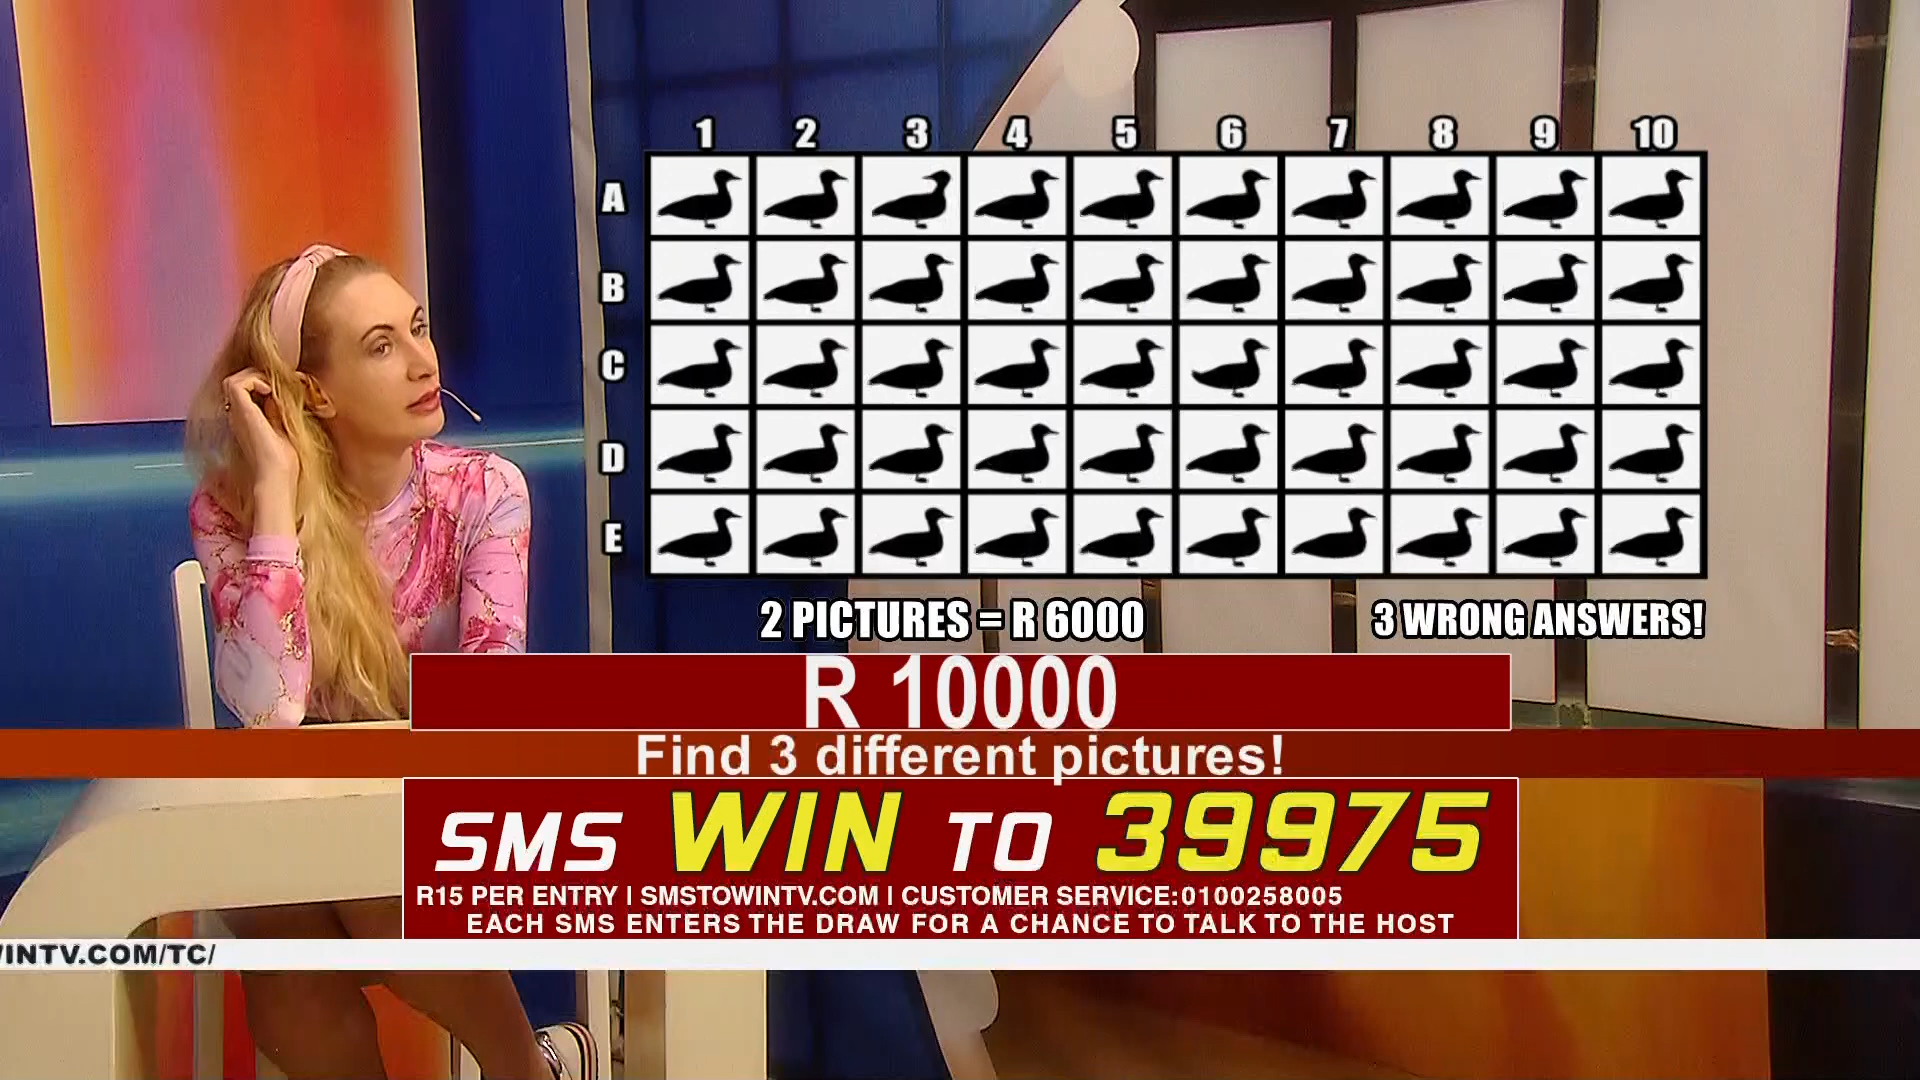 1 2 3 4 5 6 7 8 9 10
A
B
C
D
E
2 PICTURES = R 6000
3 WRONG ANSWERS!
R 10000
Find 3 different pictures!
SMS WIN TO 39975
R15 PER ENTRY | SMSTOWINTV.COM | CUSTOMER SERVICE:0100258005
EACH SMS ENTERS THE DRAW FOR A CHANCE TO TALK TO THE HOST
INTV.COM/TC/